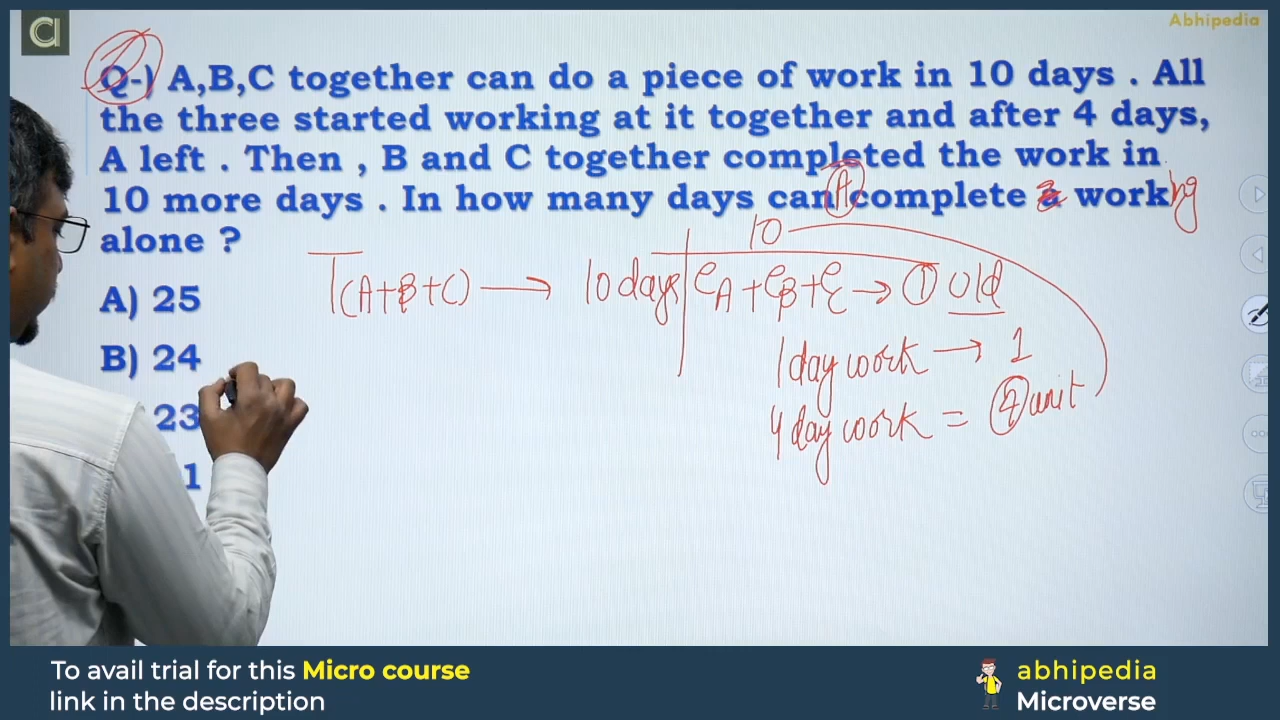 Abhipedia
Q-) A,B,C together can do a piece of work in 10 days . All
the three started working at it together and after 4 days,
A left . Then , B and C together completed the work in
10 more days . In how many days can A complete a working
alone ?
10
T(A+B+C) → 10 days eA + eB + eC → 1 U/d
A) 25
1 day work → 1
B) 24
4 day work = 4 unit
23
1
To avail trial for this Micro course
link in the description
abhipedia
Microverse